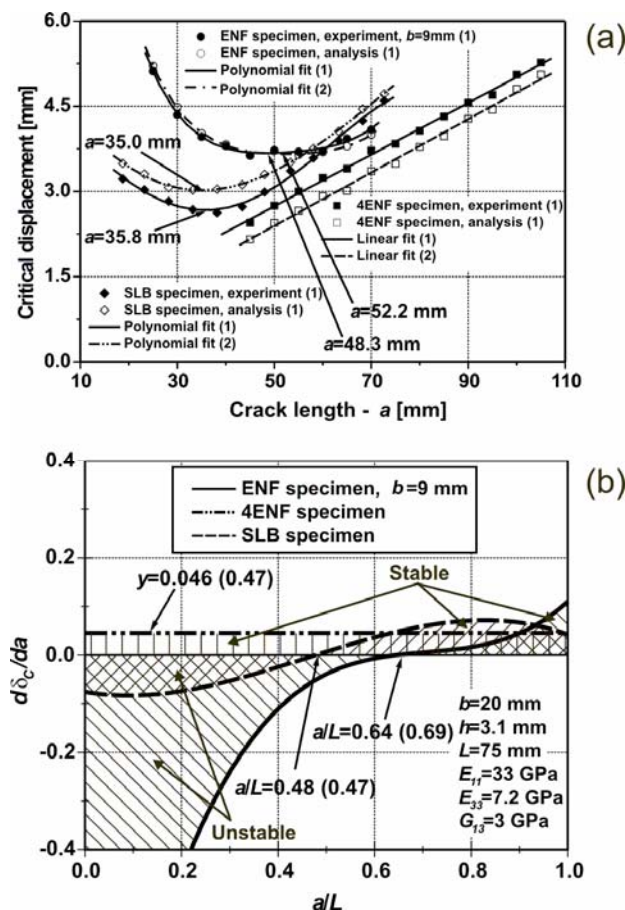 (a)
6.0
4.5
3.0
1.5
0.0
Critical displacement [mm]
ENF specimen, experiment, b=9mm (1)
ENF specimen, analysis (1)
Polynomial fit (1)
Polynomial fit (2)
a=35.0 mm
a=35.8 mm
4ENF specimen, experiment (1)
4ENF specimen, analysis (1)
Linear fit (1)
Linear fit (2)
SLB specimen, experiment (1)
SLB specimen, analysis (1)
Polynomial fit (1)
Polynomial fit (2)
a=52.2 mm
a=48.3 mm
10 30 50 70 90 110
Crack length - a [mm]
(b)
0.4
0.2
0.0
-0.2
-0.4
dδc/da
ENF specimen, b=9 mm
4ENF specimen
SLB specimen
y=0.046 (0.47)
Stable
a/L=0.64 (0.69)
a/L=0.48 (0.47)
Unstable
b=20 mm
h=3.1 mm
L=75 mm
E11=33 GPa
E33=7.2 GPa
G13=3 GPa
0.0 0.2 0.4 0.6 0.8 1.0
a/L